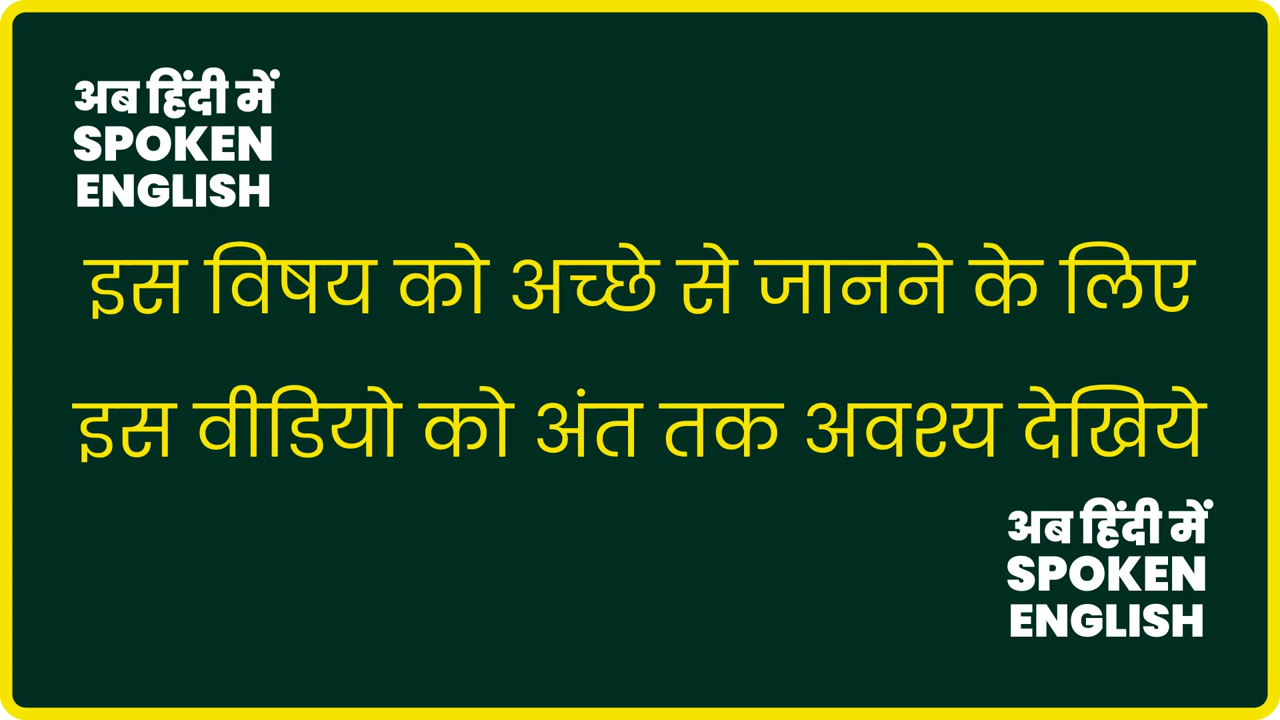 अब हिंदी में
SPOKEN
ENGLISH
इस विषय को अच्छे से जानने के लिए
इस वीडियो को अंत तक अवश्य देखिये
अब हिंदी में
SPOKEN
ENGLISH